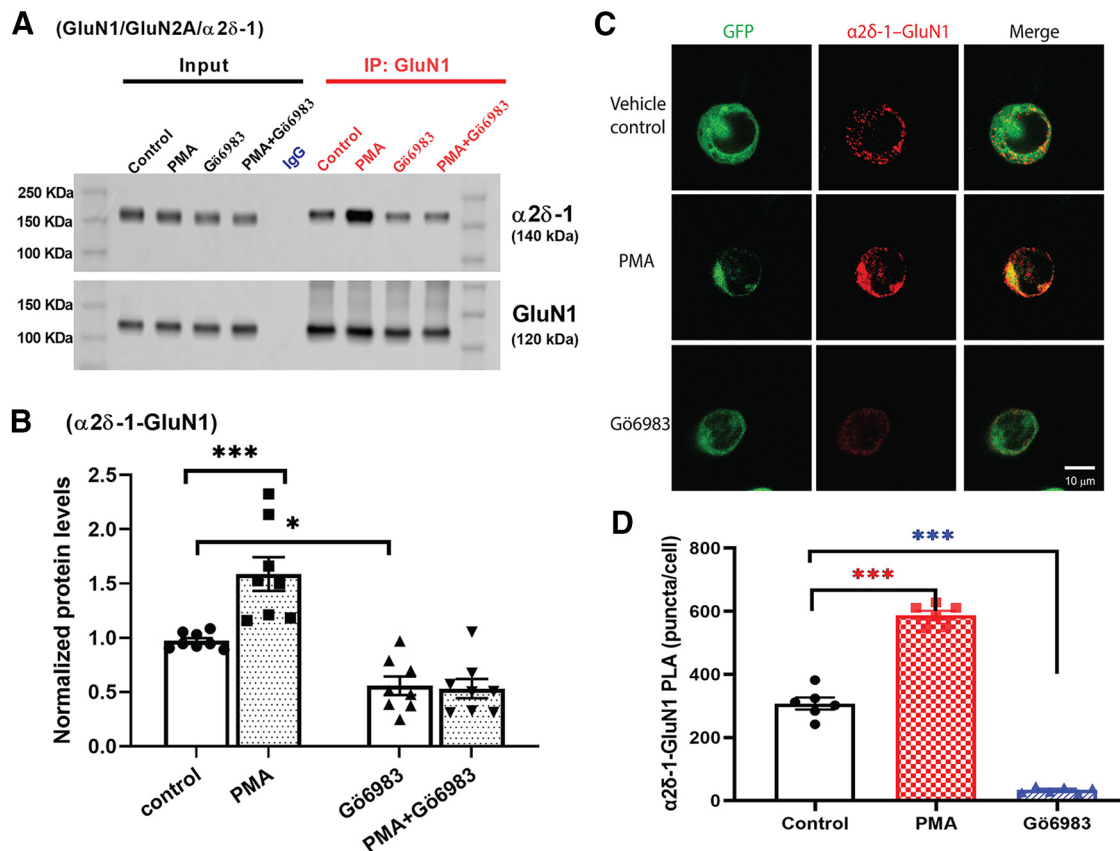 A (GluN1/GluN2A/α2δ-1)
Input IP: GluN1
Control PMA Gö6983 PMA+Gö6983 IgG Control PMA Gö6983 PMA+Gö6983
250 KDa
150 KDa
100 KDa
α2δ-1
(140 kDa)
150 KDa
100 KDa
GluN1
(120 kDa)
B (α2δ-1-GluN1)
Normalized protein levels
2.5
2.0
1.5
1.0
0.5
0.0
***
*
control PMA Gö6983 PMA+Gö6983
C
GFP α2δ-1–GluN1 Merge
Vehicle
control
PMA
Gö6983
10 μm
D
α2δ-1-GluN1 PLA (puncta/cell)
800
600
400
200
0
***
***
Control PMA Gö6983